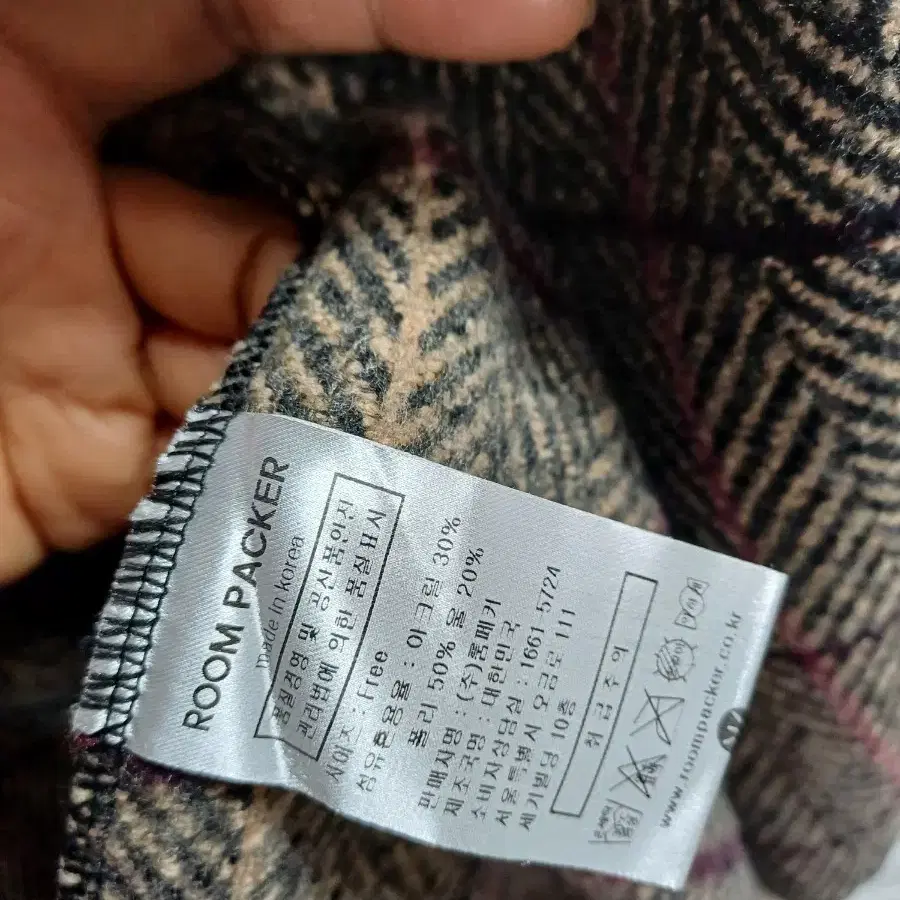 ROOM PACKER
made In korea
품질경영 및 공산품안전
관리법에 의한 품질표시
사이즈 : Free
섬유혼용율 : 아크릴 30%
폴리 50% 울 20%
판매자명 : (주)룸페커
제조국명 : 대한민국
소비자상담실 : 1661-5724
서울특별시 오금로 111
세기빌딩 10층
취 급 주 의
www.roompacker.co.kr